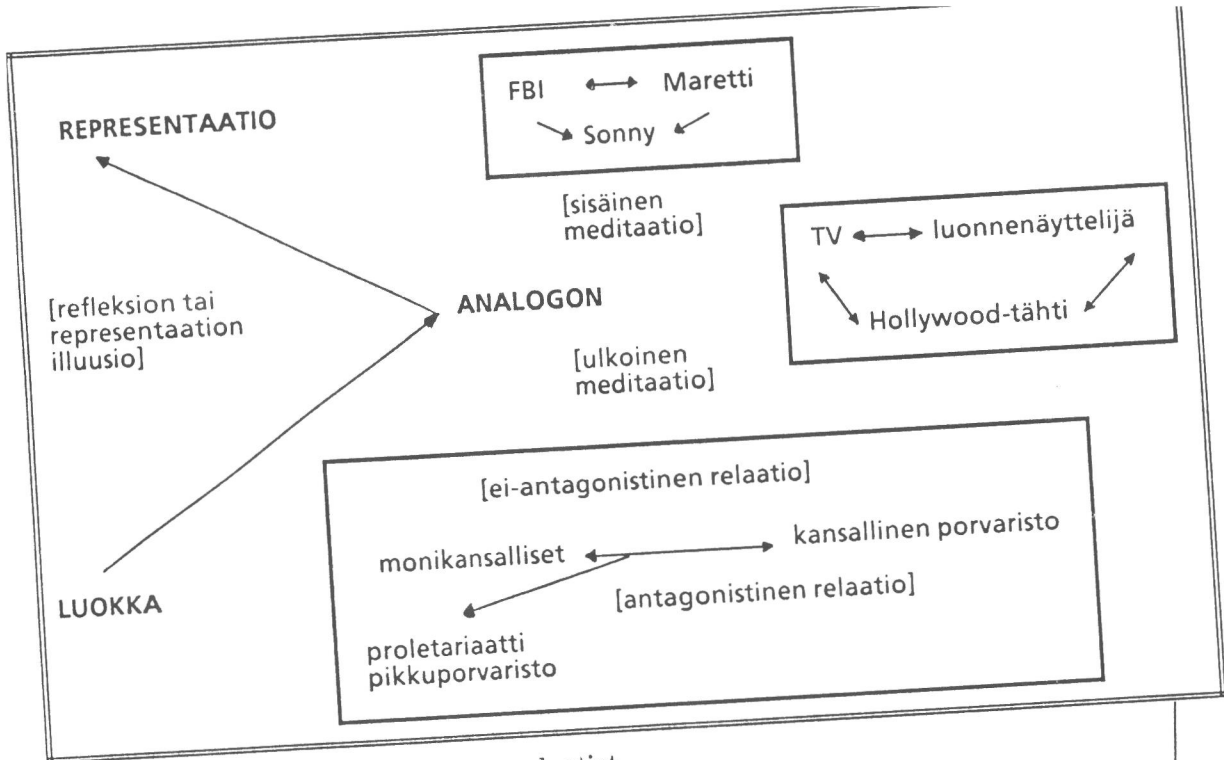 REPRESENTAATIO
FBI Maretti
Sonny
[sisäinen
meditaatio]
TV luonnenäyttelijä
Hollywood-tähti
[refleksion tai
representaation
illuusio]
ANALOGON
[ulkoinen
meditaatio]
[ei-antagonistinen relaatio]
monikansalliset kansallinen porvaristo
[antagonistinen relaatio]
LUOKKA
proletariaatti
pikkuporvaristo